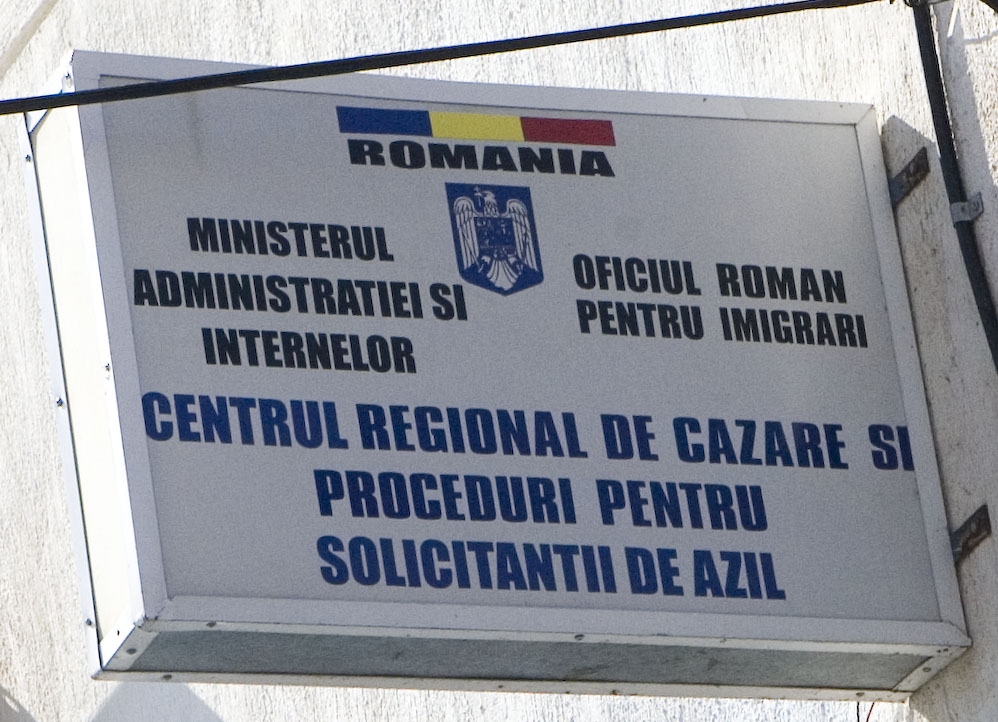 ROMANIA
MINISTERUL
ADMINISTRATIEI SI
INTERNELOR
OFICIUL ROMAN
PENTRU IMIGRARI
CENTRUL REGIONAL DE CAZARE SI
PROCEDURI PENTRU
SOLICITANTII DE AZIL